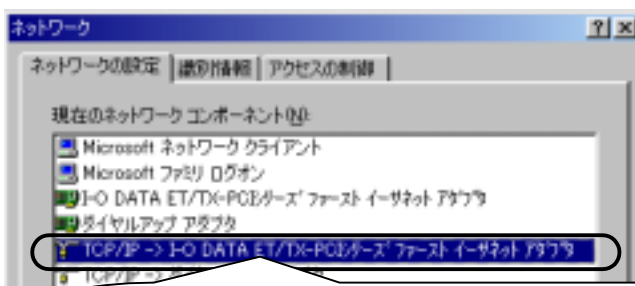 ネットワーク
ネットワークの設定 識別情報 アクセスの制御
現在のネットワーク コンポーネント(N):
Microsoft ネットワーク クライアント
Microsoft ファミリ ログオン
I-O DATA ET/TX-PCIシリーズ ファースト イーサネット アダプタ
ダイヤルアップ アダプタ
TCP/IP -> I-O DATA ET/TX-PCIシリーズ ファースト イーサネット アダプタ
TCP/IP ->